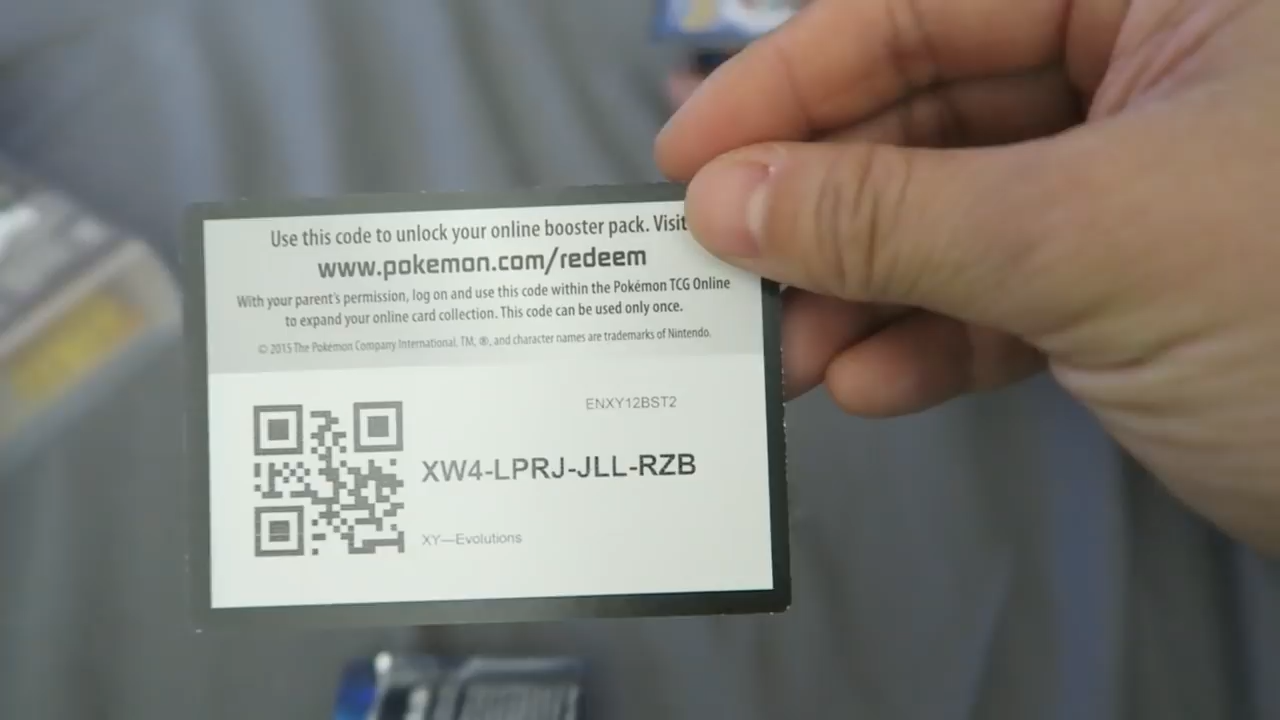 Use this code to unlock your online booster pack. Visit
www.pokemon.com/redeem
With your parent's permission, log on and use this code within the Pokémon TCG Online
to expand your online card collection. This code can be used only once.
© 2015 The Pokémon Company International. TM, ®, and character names are trademarks of Nintendo.
ENXY12BST2
XW4-LPRJ-JLL-RZB
XY—Evolutions